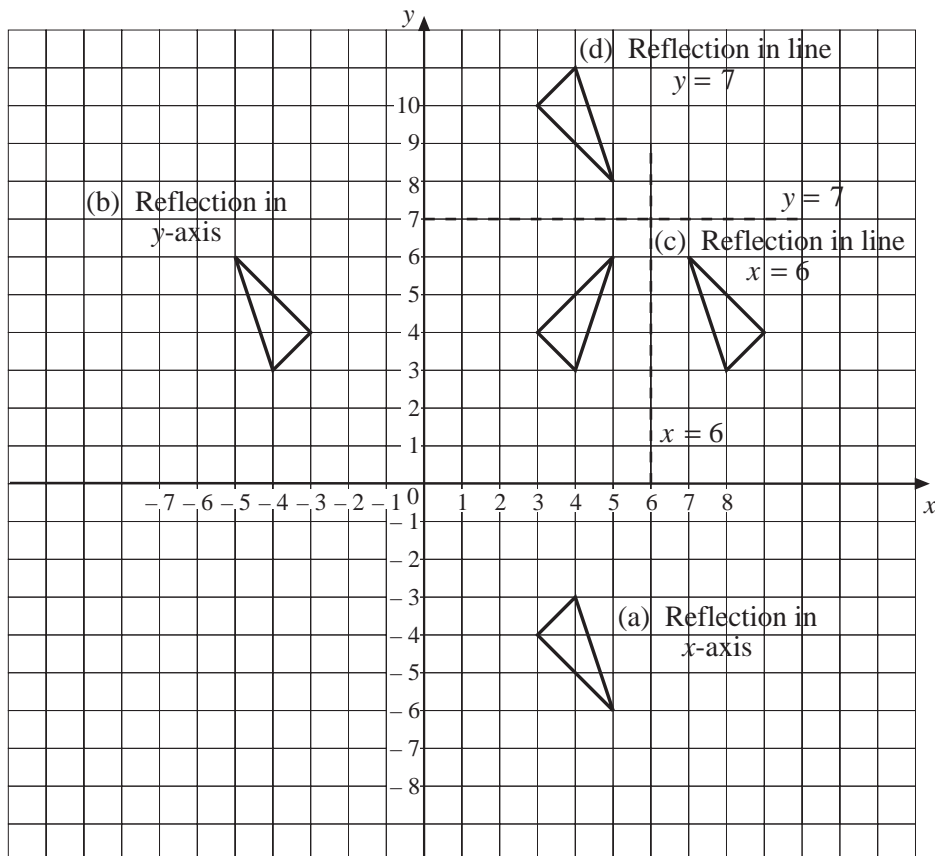 y
(d) Reflection in line
y = 7
10
9
8
(b) Reflection in
y-axis
y = 7
7
(c) Reflection in line
x = 6
6
5
4
3
2
x = 6
1
0
– 7 – 6 – 5 – 4 – 3 – 2 – 1
1 2 3 4 5 6 7 8
x
– 1
– 2
– 3
(a) Reflection in
x-axis
– 4
– 5
– 6
– 7
– 8